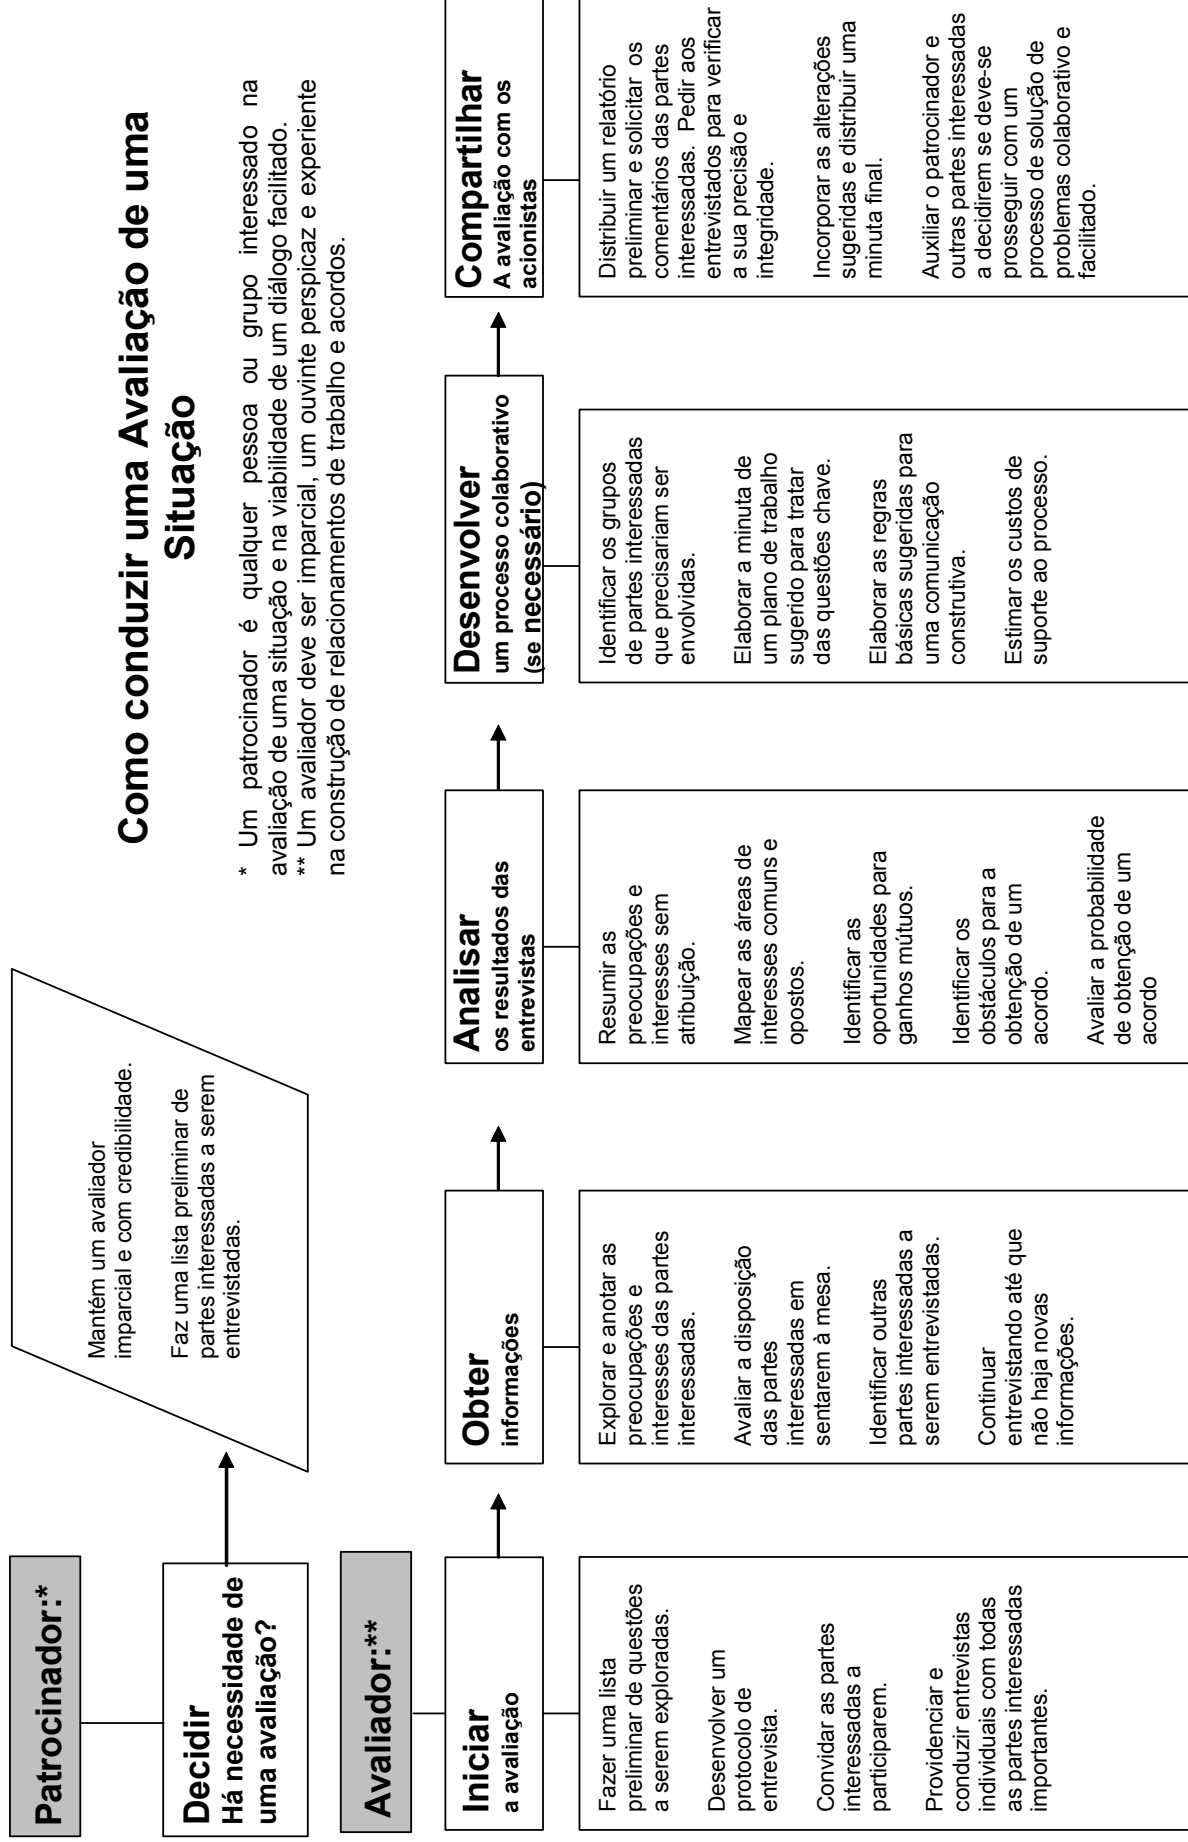 Como conduzir uma Avaliação de uma
Situação
* Um patrocinador é qualquer pessoa ou grupo interessado na
avaliação de uma situação e na viabilidade de um diálogo facilitado.
** Um avaliador deve ser imparcial, um ouvinte perspicaz e experiente
na construção de relacionamentos de trabalho e acordos.
Patrocinador:*
Decidir
Há necessidade de
uma avaliação?
Mantém um avaliador
imparcial e com credibilidade.
Faz uma lista preliminar de
partes interessadas a serem
entrevistadas.
Avaliador:**
Iniciar
a avaliação
Fazer uma lista
preliminar de questões
a serem exploradas.
Desenvolver um
protocolo de
entrevista.
Convidar as partes
interessadas a
participarem.
Providenciar e
conduzir entrevistas
individuais com todas
as partes interessadas
importantes.
Obter
informações
Explorar e anotar as
preocupações e
interesses das partes
interessadas.
Avaliar a disposição
das partes
interessadas em
sentarem à mesa.
Identificar outras
partes interessadas a
serem entrevistadas.
Continuar
entrevistando até que
não haja novas
informações.
Analisar
os resultados das
entrevistas
Resumir as
preocupações e
interesses sem
atribuição.
Mapear as áreas de
interesses comuns e
opostos.
Identificar as
oportunidades para
ganhos mútuos.
Identificar os
obstáculos para a
obtenção de um
acordo.
Avaliar a probabilidade
de obtenção de um
acordo
Desenvolver
um processo colaborativo
(se necessário)
Identificar os grupos
de partes interessadas
que precisariam ser
envolvidas.
Elaborar a minuta de
um plano de trabalho
sugerido para tratar
das questões chave.
Elaborar as regras
básicas sugeridas para
uma comunicação
construtiva.
Estimar os custos de
suporte ao processo.
Compartilhar
A avaliação com os
acionistas
Distribuir um relatório
preliminar e solicitar os
comentários das partes
interessadas. Pedir aos
entrevistados para verificar
a sua precisão e
integridade.
Incorporar as alterações
sugeridas e distribuir uma
minuta final.
Auxiliar o patrocinador e
outras partes interessadas
a decidirem se deve-se
prosseguir com um
processo de solução de
problemas colaborativo e
facilitado.